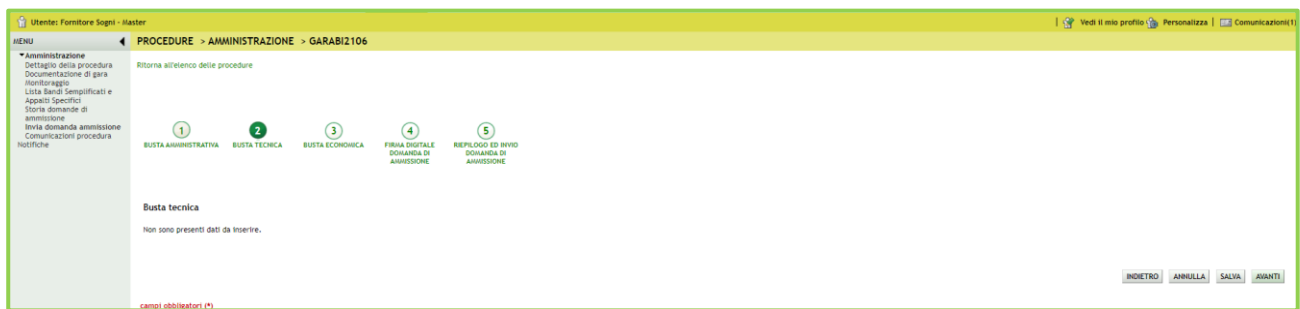 Utente: Fornitore Sogni - Master
Vedi il mio profilo Personalizza | Comunicazioni(1)
MENU
PROCEDURE > AMMINISTRAZIONE > GARABI2106
Amministrazione
Dettaglio della procedura
Documentazione di gara
Monitoraggio
Lista Bandi Semplificati e
Appalti Specifici
Storia domande di
ammissione
Invia domanda ammissione
Comunicazioni procedura
Notifiche
Ritorna all'elenco delle procedure
1 2 3 4 5
BUSTA AMMINISTRATIVA
BUSTA TECNICA
BUSTA ECONOMICA
FIRMA DIGITALE
DOMANDA DI
AMMISSIONE
RIEPILOGO ED INVIO
DOMANDA DI
AMMISSIONE
Busta tecnica
Non sono presenti dati da inserire.
INDIETRO ANNULLA SALVA AVANTI
campi obbligatori (*)